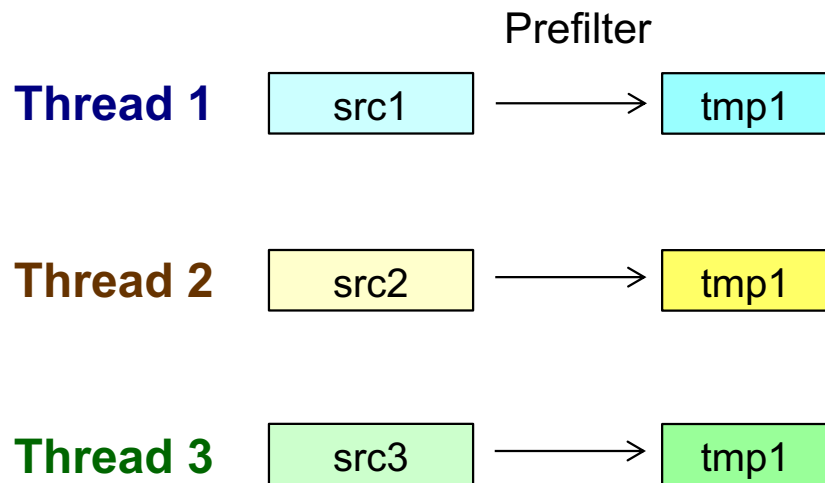 Prefilter
Thread 1 src1 tmp1
Thread 2 src2 tmp1
Thread 3 src3 tmp1